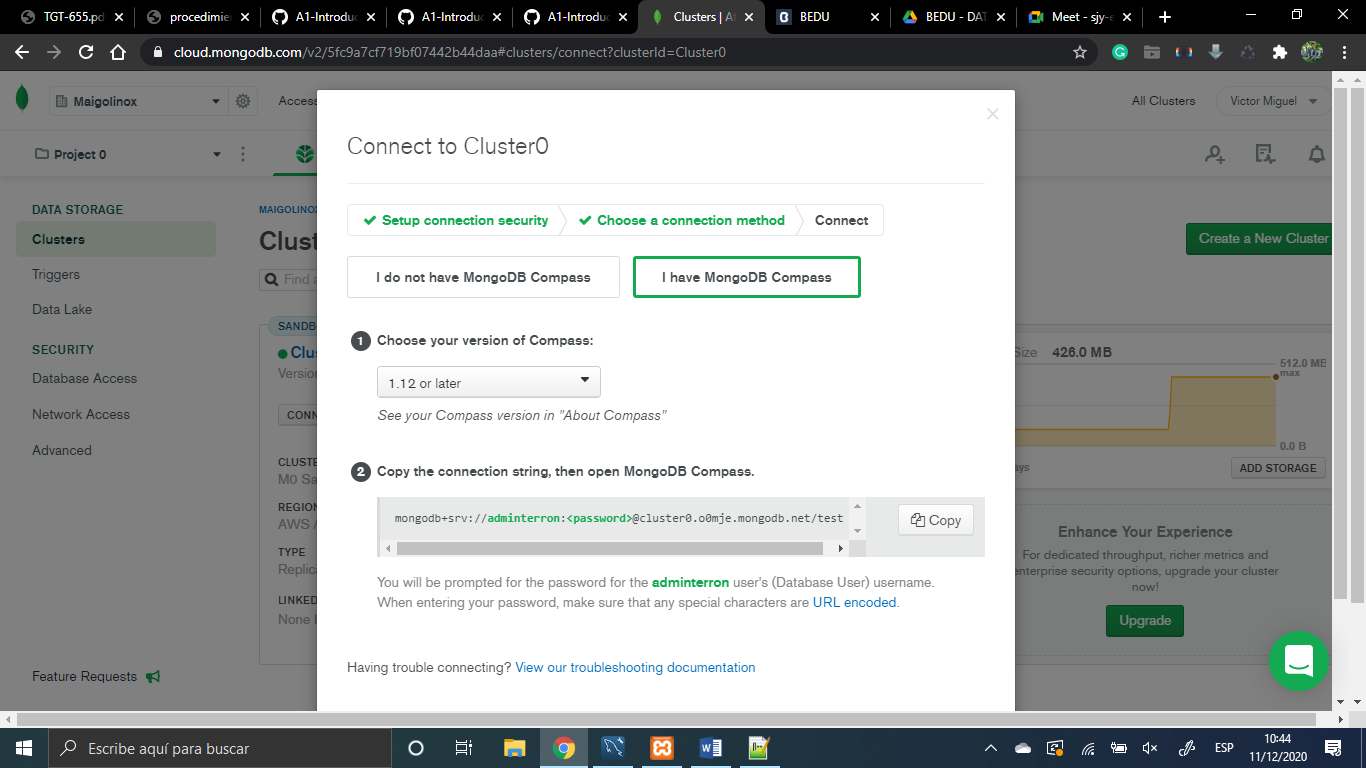 TGT-655.pd
procedimie
A1-Introduc
A1-Introduc
A1-Introduc
Clusters | A
BEDU
BEDU - DAT
Meet - sjy-e
cloud.mongodb.com/v2/5fc9a7cf719bf07442b44daa#clusters/connect?clusterId=Cluster0
Maigolinox
Access
All Clusters
Victor Miguel
Project 0
DATA STORAGE
Clusters
Triggers
Data Lake
SECURITY
Database Access
Network Access
Advanced
Feature Requests
MAIGOLINOX
Clust
Find
SANDB
Clus
Version
CONN
CLUSTE
M0 Sa
REGION
AWS /
TYPE
Replic
LINKED
None L
Connect to Cluster0
Setup connection security
Choose a connection method
Connect
I do not have MongoDB Compass
I have MongoDB Compass
1 Choose your version of Compass:
1.12 or later
See your Compass version in "About Compass"
2 Copy the connection string, then open MongoDB Compass.
mongodb+srv://adminterron:<password>@cluster0.o0mje.mongodb.net/test
Copy
You will be prompted for the password for the adminterron user's (Database User) username.
When entering your password, make sure that any special characters are URL encoded.
Having trouble connecting? View our troubleshooting documentation
Create a New Cluster
Size 426.0 MB
512.0 MB
max
0.0 B
ays
ADD STORAGE
Enhance Your Experience
For dedicated throughput, richer metrics and
enterprise security options, upgrade your cluster
now!
Upgrade
Escribe aquí para buscar
ESP
10:44
11/12/2020